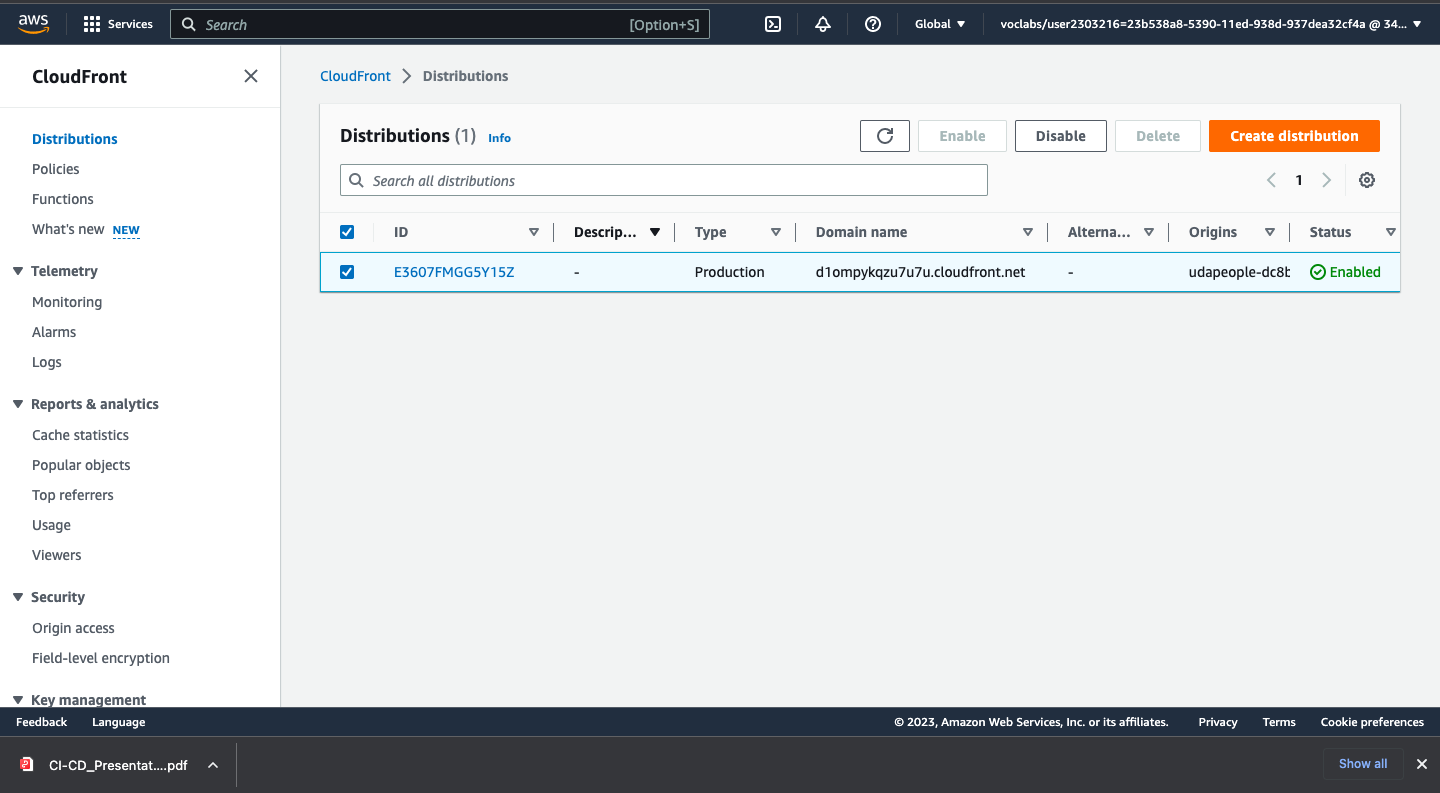 aws
Services
Search
[Option+S]
Global
voclabs/user2303216=23b538a8-5390-11ed-938d-937dea32cf4a @ 34...
CloudFront
Distributions
Policies
Functions
What's new NEW
Telemetry
Monitoring
Alarms
Logs
Reports & analytics
Cache statistics
Popular objects
Top referrers
Usage
Viewers
Security
Origin access
Field-level encryption
Key management
CloudFront > Distributions
Distributions (1) Info
Enable
Disable
Delete
Create distribution
Search all distributions
1
ID Descrip... Type Domain name Alterna... Origins Status
E3607FMGG5Y15Z - Production d1ompykqzu7u7u.cloudfront.net - udapeople-dc8b Enabled
Feedback Language © 2023, Amazon Web Services, Inc. or its affiliates. Privacy Terms Cookie preferences
CI-CD_Presentat....pdf
Show all